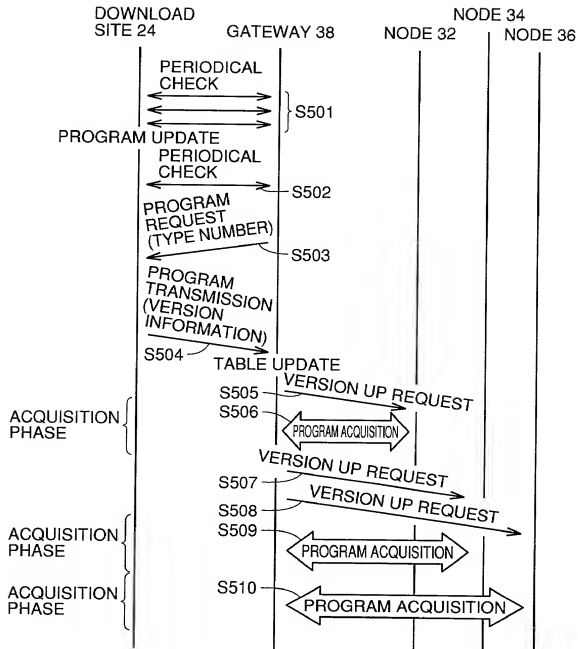 DOWNLOAD
SITE 24
GATEWAY 38
NODE 32
NODE 34
NODE 36
PERIODICAL
CHECK
S501
PROGRAM UPDATE
PERIODICAL
CHECK
S502
PROGRAM
REQUEST
(TYPE NUMBER)
S503
PROGRAM
TRANSMISSION
(VERSION
INFORMATION)
S504
TABLE UPDATE
S505
VERSION UP REQUEST
S506
ACQUISITION
PHASE
PROGRAM ACQUISITION
VERSION UP REQUEST
S507
VERSION UP REQUEST
S508
S509
ACQUISITION
PHASE
PROGRAM ACQUISITION
S510
ACQUISITION
PHASE
PROGRAM ACQUISITION